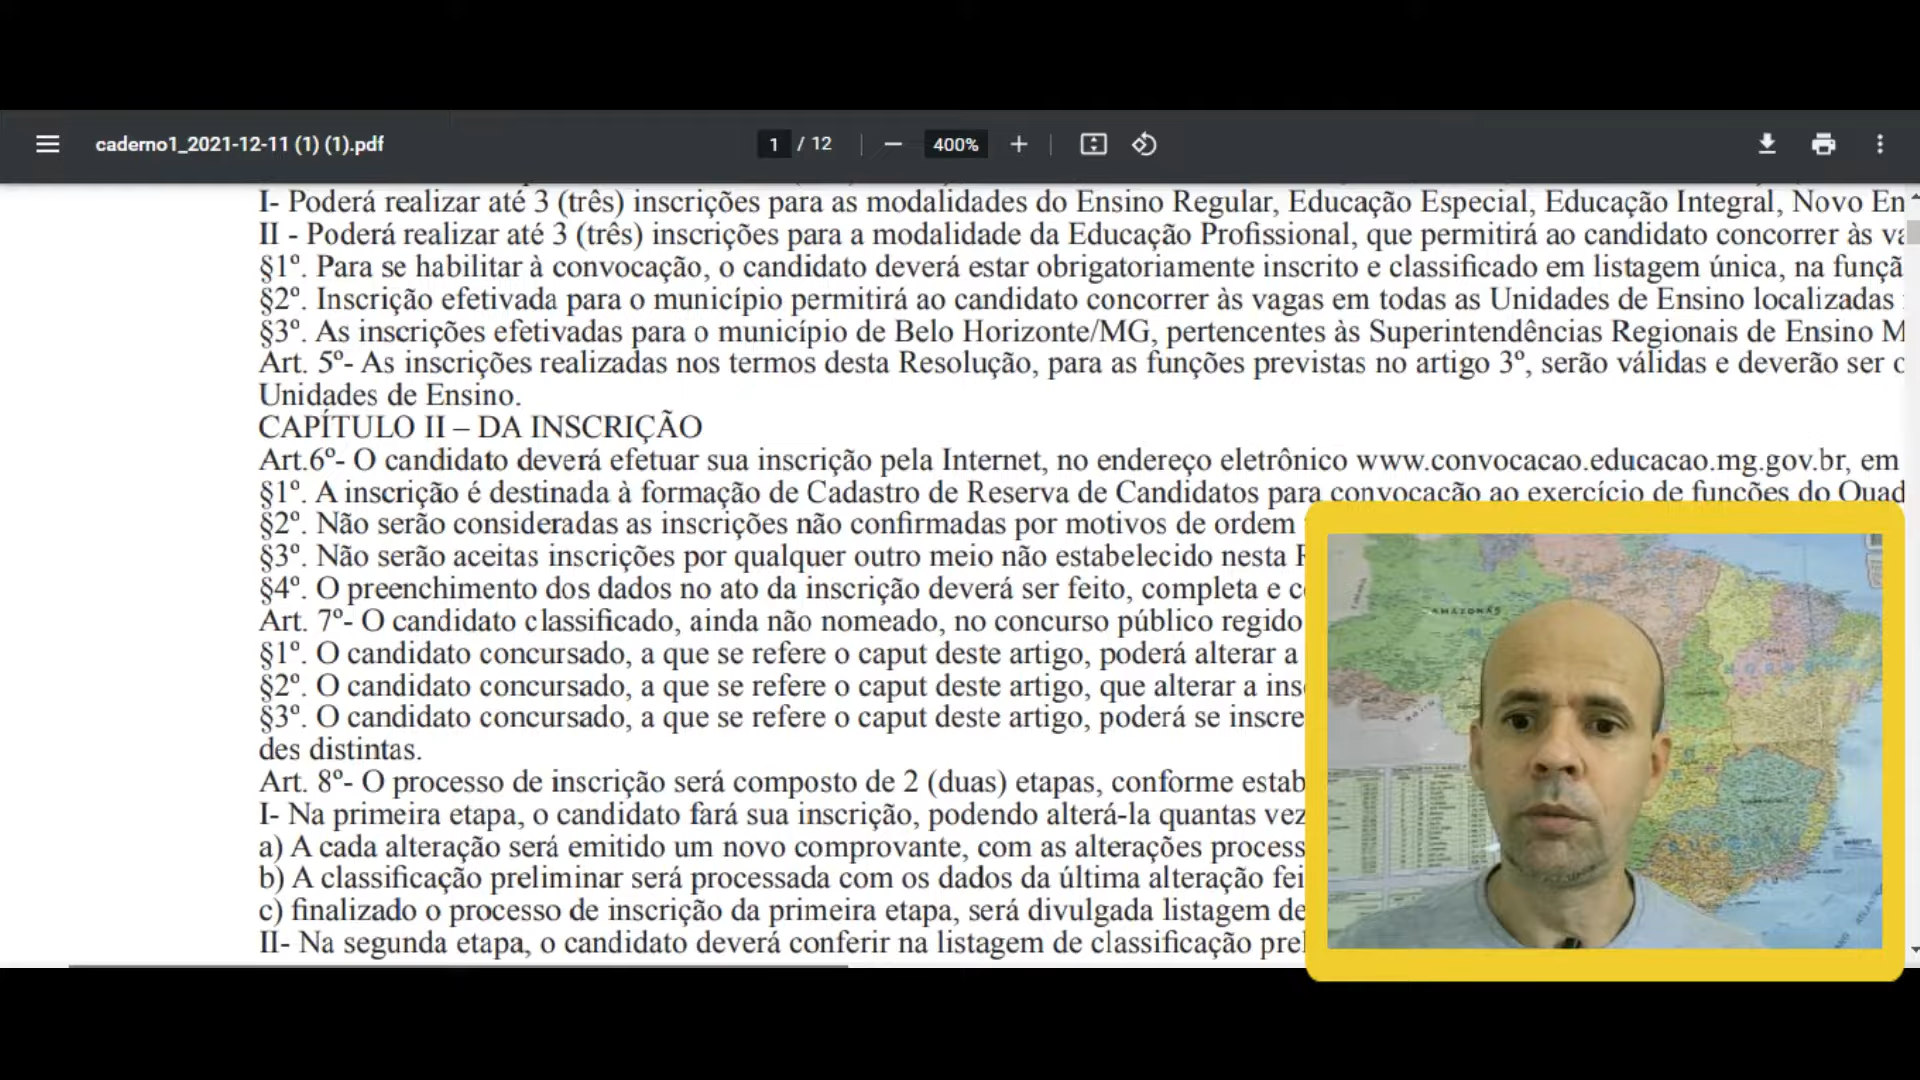 caderno1_2021-12-11 (1) (1).pdf
1 / 12
400%
I- Poderá realizar até 3 (três) inscrições para as modalidades do Ensino Regular, Educação Especial, Educação Integral, Novo En
II - Poderá realizar até 3 (três) inscrições para a modalidade da Educação Profissional, que permitirá ao candidato concorrer às va
§1º. Para se habilitar à convocação, o candidato deverá estar obrigatoriamente inscrito e classificado em listagem única, na funçã
§2º. Inscrição efetivada para o município permitirá ao candidato concorrer às vagas em todas as Unidades de Ensino localizadas
§3º. As inscrições efetivadas para o município de Belo Horizonte/MG, pertencentes às Superintendências Regionais de Ensino M
Art. 5º- As inscrições realizadas nos termos desta Resolução, para as funções previstas no artigo 3º, serão válidas e deverão ser o
Unidades de Ensino.
CAPÍTULO II – DA INSCRIÇÃO
Art.6º- O candidato deverá efetuar sua inscrição pela Internet, no endereço eletrônico www.convocacao.educacao.mg.gov.br, em
§1º. A inscrição é destinada à formação de Cadastro de Reserva de Candidatos para convocação ao exercício de funções do Quad
§2º. Não serão consideradas as inscrições não confirmadas por motivos de ordem
§3º. Não serão aceitas inscrições por qualquer outro meio não estabelecido nesta R
§4º. O preenchimento dos dados no ato da inscrição deverá ser feito, completa e c
Art. 7º- O candidato classificado, ainda não nomeado, no concurso público regido
§1º. O candidato concursado, a que se refere o caput deste artigo, poderá alterar a
§2º. O candidato concursado, a que se refere o caput deste artigo, que alterar a ins
§3º. O candidato concursado, a que se refere o caput deste artigo, poderá se inscre
des distintas.
Art. 8º- O processo de inscrição será composto de 2 (duas) etapas, conforme estab
I- Na primeira etapa, o candidato fará sua inscrição, podendo alterá-la quantas vez
a) A cada alteração será emitido um novo comprovante, com as alterações process
b) A classificação preliminar será processada com os dados da última alteração fei
c) finalizado o processo de inscrição da primeira etapa, será divulgada listagem de
II- Na segunda etapa, o candidato deverá conferir na listagem de classificação prel
AMAZONAS